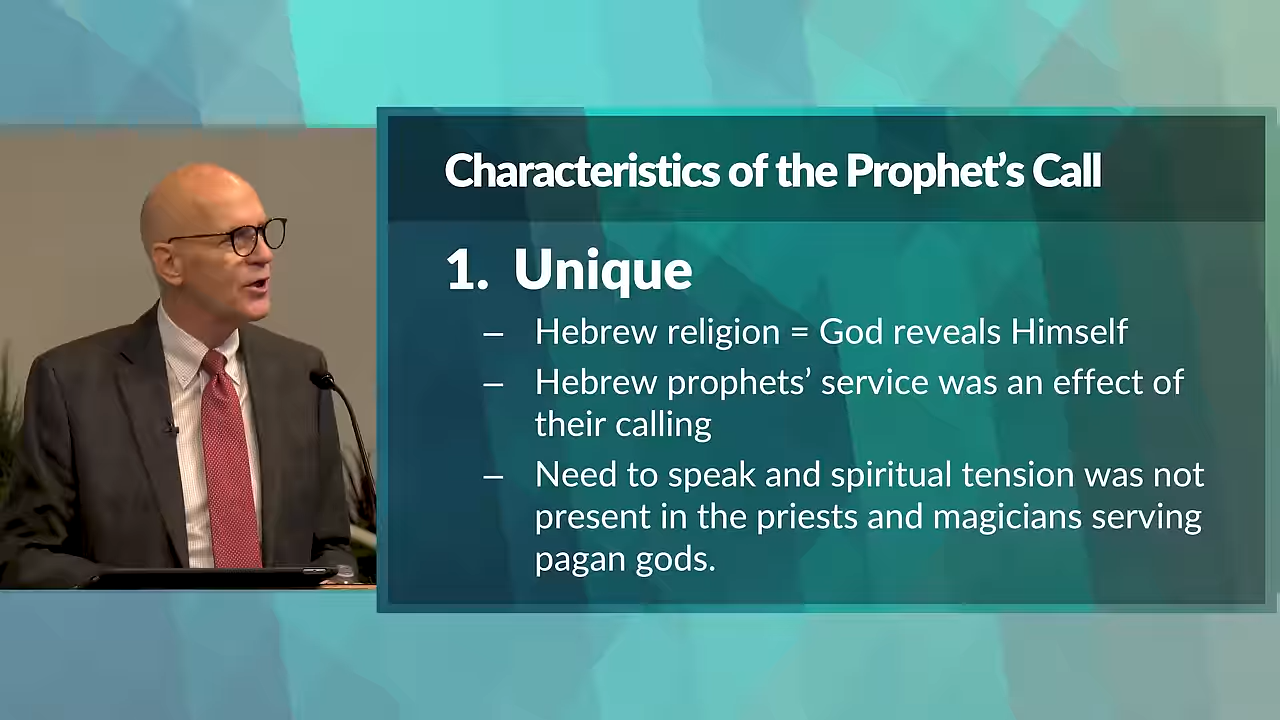 Characteristics of the Prophet’s Call
1. Unique
– Hebrew religion = God reveals Himself
– Hebrew prophets’ service was an effect of
their calling
– Need to speak and spiritual tension was not
present in the priests and magicians serving
pagan gods.